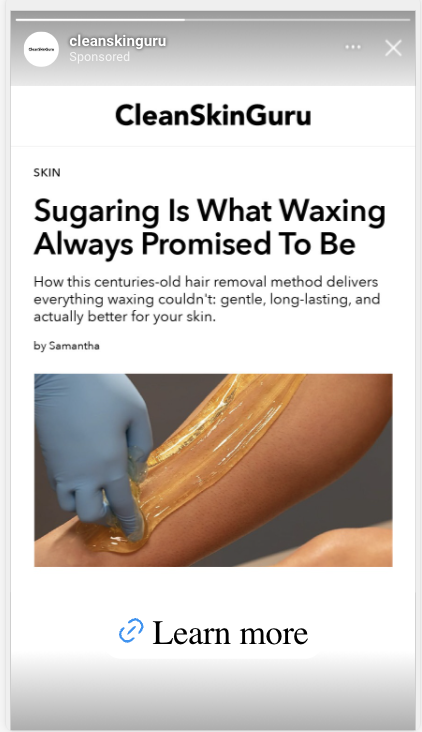 cleanskinguru
Sponsored
CleanSkinGuru
SKIN
Sugaring Is What Waxing
Always Promised To Be
How this centuries-old hair removal method delivers
everything waxing couldn't: gentle, long-lasting, and
actually better for your skin.
by Samantha
Learn more